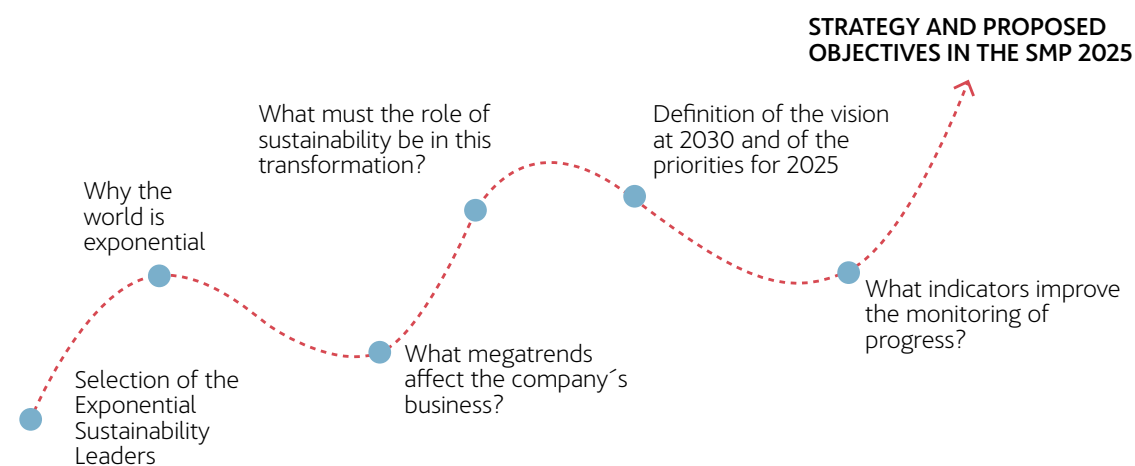 STRATEGY AND PROPOSED
OBJECTIVES IN THE SMP 2025
What must the role of
sustainability be in this
transformation?
Definition of the vision
at 2030 and of the
priorities for 2025
Why the
world is
exponential
What indicators improve
the monitoring of
progress?
What megatrends
affect the company´s
business?
Selection of the
Exponential
Sustainability
Leaders